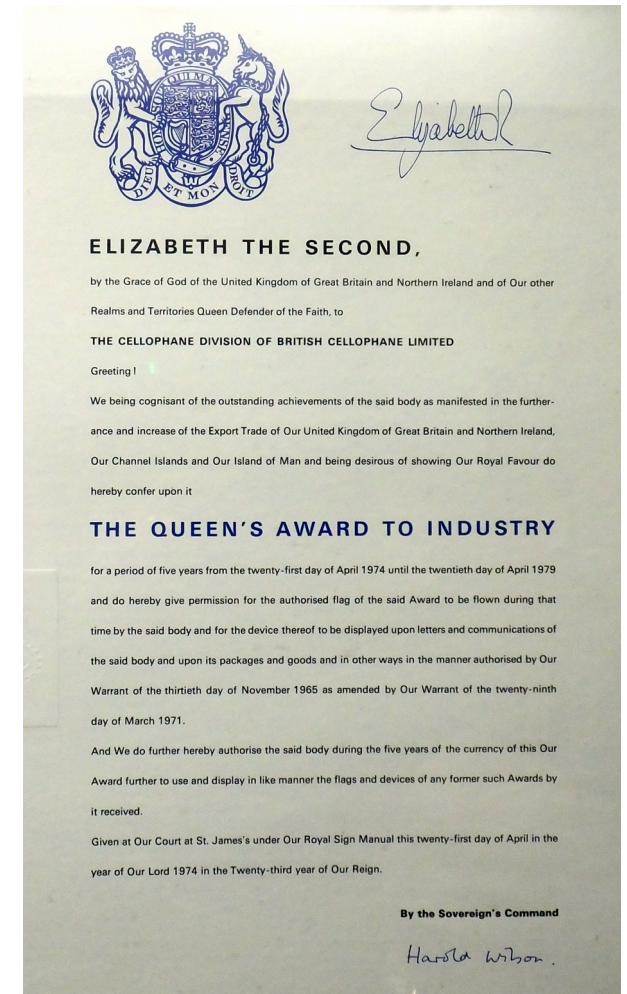 HONI SOIT QUI MAL Y PENSE
DIEU ET MON DROIT
Elizabeth R
ELIZABETH THE SECOND,
by the Grace of God of the United Kingdom of Great Britain and Northern Ireland and of Our other
Realms and Territories Queen Defender of the Faith, to
THE CELLOPHANE DIVISION OF BRITISH CELLOPHANE LIMITED
Greeting !
We being cognisant of the outstanding achievements of the said body as manifested in the further-
ance and increase of the Export Trade of Our United Kingdom of Great Britain and Northern Ireland,
Our Channel Islands and Our Island of Man and being desirous of showing Our Royal Favour do
hereby confer upon it
THE QUEEN'S AWARD TO INDUSTRY
for a period of five years from the twenty-first day of April 1974 until the twentieth day of April 1979
and do hereby give permission for the authorised flag of the said Award to be flown during that
time by the said body and for the device thereof to be displayed upon letters and communications of
the said body and upon its packages and goods and in other ways in the manner authorised by Our
Warrant of the thirtieth day of November 1965 as amended by Our Warrant of the twenty-ninth
day of March 1971.
And We do further hereby authorise the said body during the five years of the currency of this Our
Award further to use and display in like manner the flags and devices of any former such Awards by
it received.
Given at Our Court at St. James's under Our Royal Sign Manual this twenty-first day of April in the
year of Our Lord 1974 in the Twenty-third year of Our Reign.
By the Sovereign's Command
Harold Wilson.